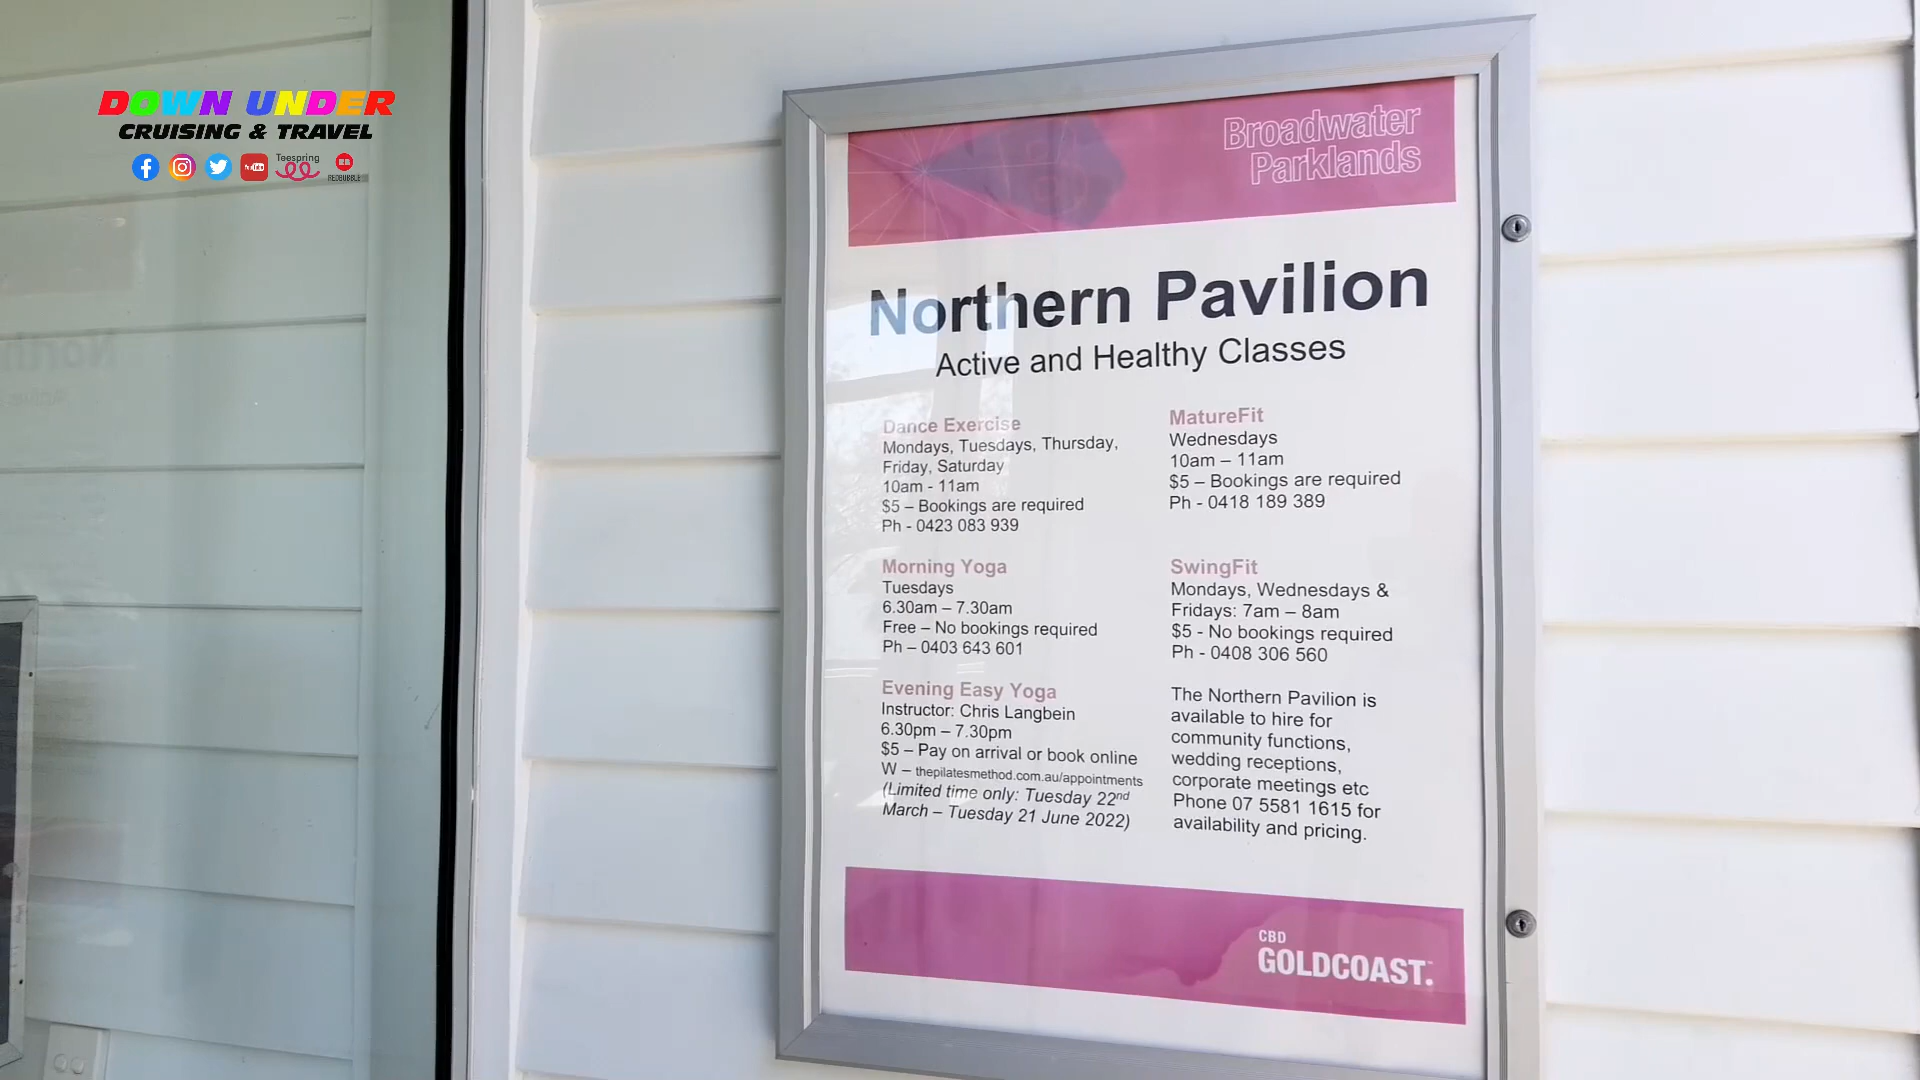 DOWN UNDER
CRUISING & TRAVEL
Teespring
REDBUBBLE
Broadwater
Parklands
Northern Pavilion
Active and Healthy Classes
Dance Exercise
Mondays, Tuesdays, Thursday,
Friday, Saturday
10am - 11am
$5 – Bookings are required
Ph - 0423 083 939
Morning Yoga
Tuesdays
6.30am – 7.30am
Free – No bookings required
Ph – 0403 643 601
Evening Easy Yoga
Instructor: Chris Langbein
6.30pm – 7.30pm
$5 – Pay on arrival or book online
W – thepilatesmethod.com.au/appointments
(Limited time only: Tuesday 22nd
March – Tuesday 21 June 2022)
MatureFit
Wednesdays
10am – 11am
$5 – Bookings are required
Ph - 0418 189 389
SwingFit
Mondays, Wednesdays &
Fridays: 7am – 8am
$5 - No bookings required
Ph - 0408 306 560
The Northern Pavilion is
available to hire for
community functions,
wedding receptions,
corporate meetings etc
Phone 07 5581 1615 for
availability and pricing.
CBD
GOLDCOAST.